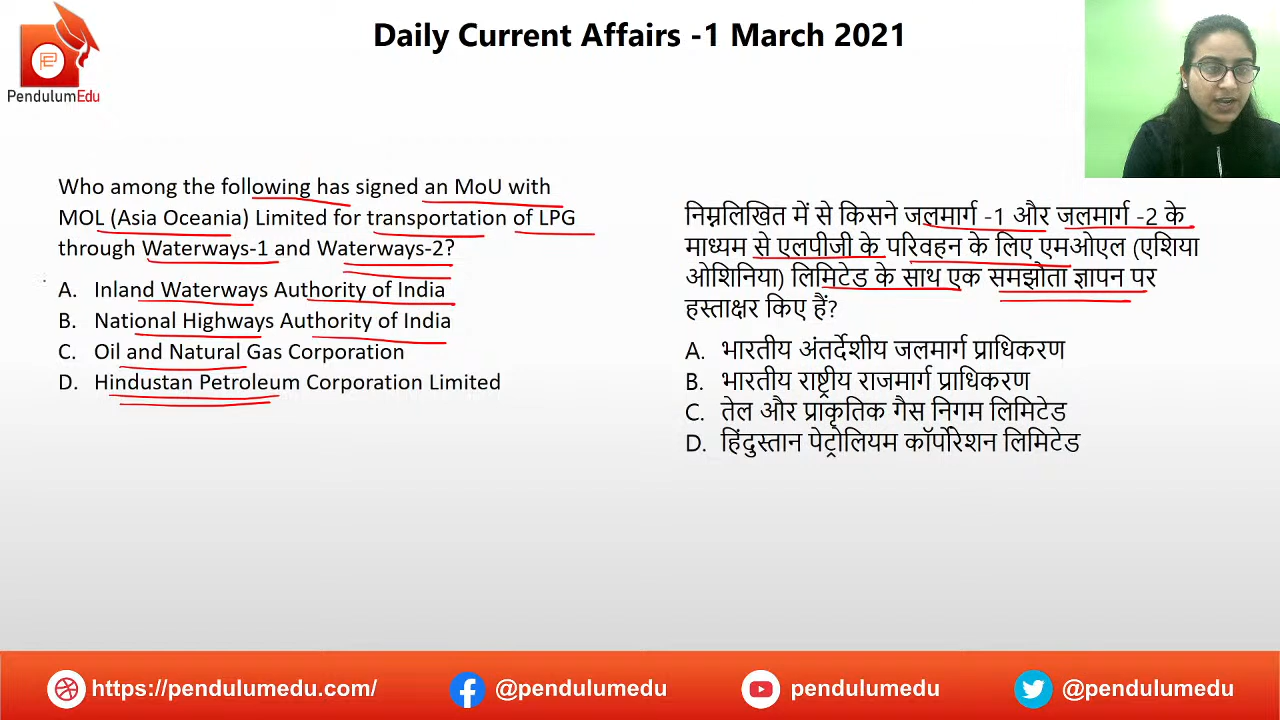 Daily Current Affairs -1 March 2021
PendulumEdu
Who among the following has signed an MoU with
MOL (Asia Oceania) Limited for transportation of LPG
through Waterways-1 and Waterways-2?
A. Inland Waterways Authority of India
B. National Highways Authority of India
C. Oil and Natural Gas Corporation
D. Hindustan Petroleum Corporation Limited
निम्नलिखित में से किसने जलमार्ग -1 और जलमार्ग -2 के
माध्यम से एलपीजी के परिवहन के लिए एमओएल (एशिया
ओशिनिया) लिमिटेड के साथ एक समझौता ज्ञापन पर
हस्ताक्षर किए हैं?
A. भारतीय अंतर्देशीय जलमार्ग प्राधिकरण
B. भारतीय राष्ट्रीय राजमार्ग प्राधिकरण
C. तेल और प्राकृतिक गैस निगम लिमिटेड
D. हिंदुस्तान पेट्रोलियम कॉर्पोरेशन लिमिटेड
https://pendulumedu.com/
@pendulumedu
pendulumedu
@pendulumedu